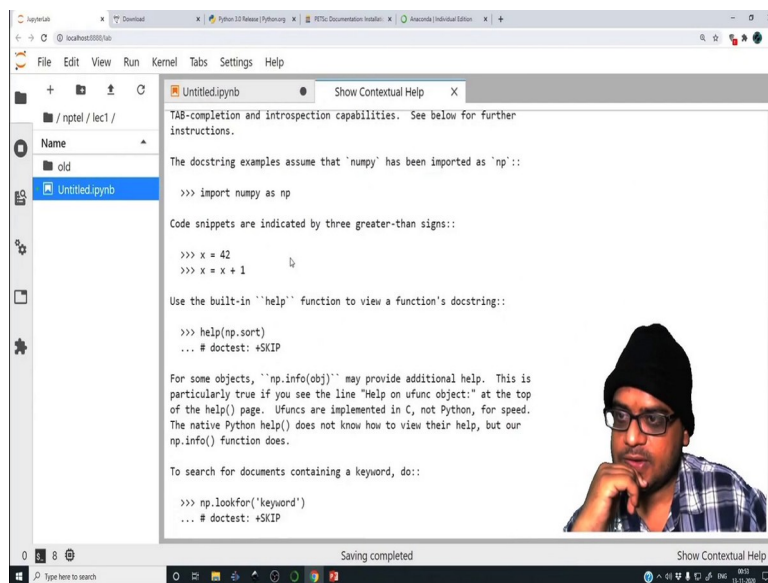 JupyterLab
Download
Python 3.0 Release | Python.org
PETSc: Documentation: Installati
Anaconda | Individual Edition
localhost:8888/lab
File Edit View Run Kernel Tabs Settings Help
Untitled.ipynb
Show Contextual Help
/ nptel / lec1 /
Name
old
Untitled.ipynb
TAB-completion and introspection capabilities. See below for further
instructions.
The docstring examples assume that `numpy` has been imported as `np`::
>>> import numpy as np
Code snippets are indicated by three greater-than signs::
>>> x = 42
>>> x = x + 1
Use the built-in ``help`` function to view a function's docstring::
>>> help(np.sort)
... # doctest: +SKIP
For some objects, ``np.info(obj)`` may provide additional help. This is
particularly true if you see the line "Help on ufunc object:" at the top
of the help() page. Ufuncs are implemented in C, not Python, for speed.
The native Python help() does not know how to view their help, but our
np.info() function does.
To search for documents containing a keyword, do::
>>> np.lookfor('keyword')
... # doctest: +SKIP
0 8 Saving completed Show Contextual Help
Type here to search
ENG
00:53
13-11-2020